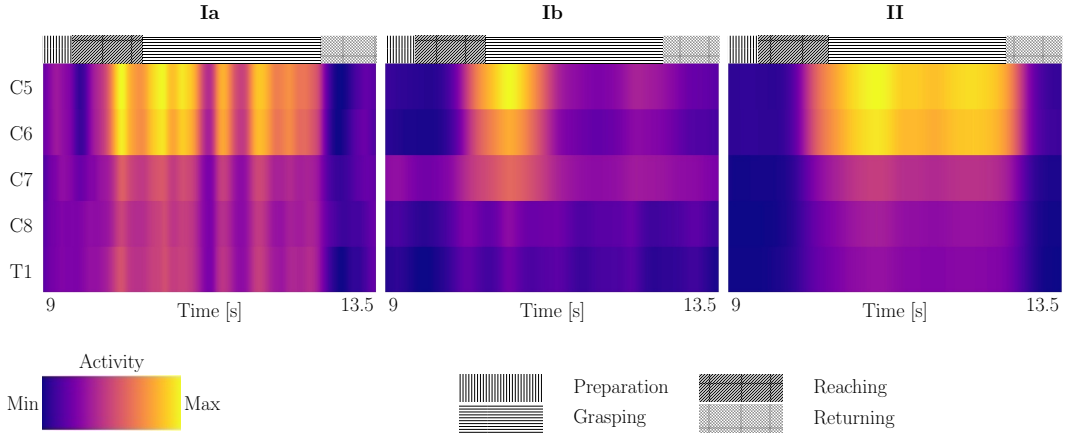 Ia Ib II
C5
C6
C7
C8
T1
9 Time [s] 13.5 9 Time [s] 13.5 9 Time [s] 13.5
Activity
Min Max
Preparation Reaching
Grasping Returning